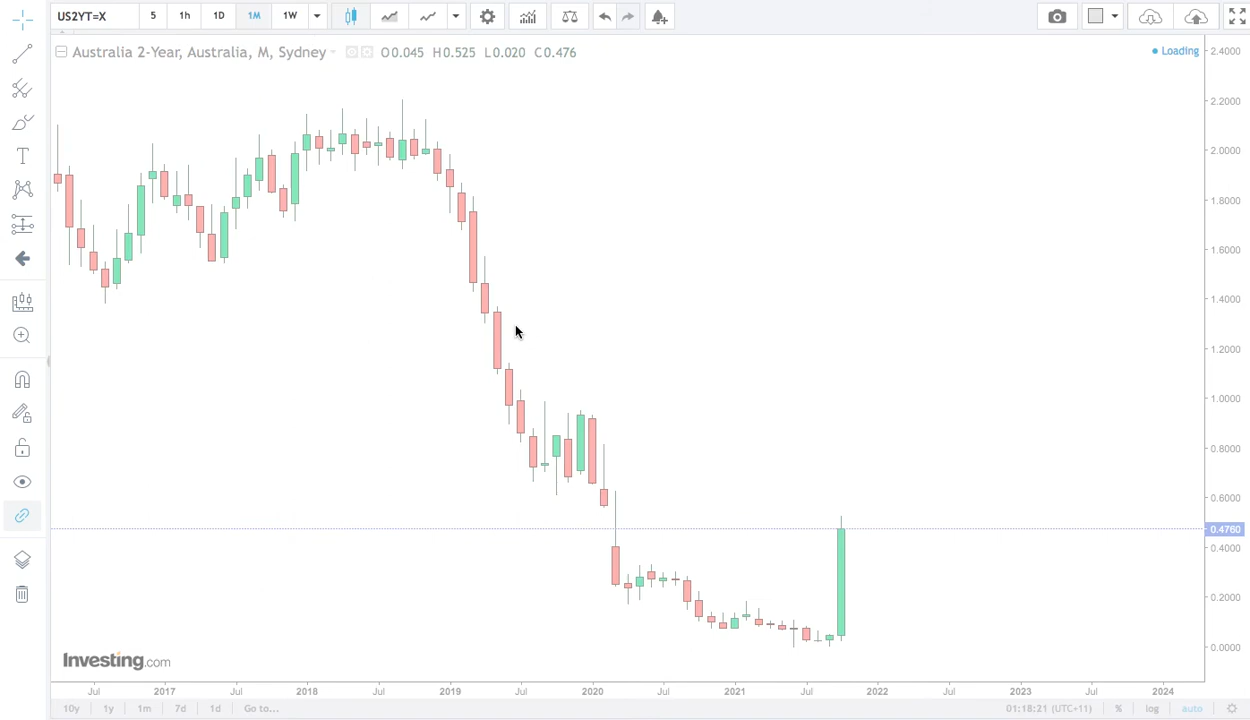 US2YT=X 5 1h 1D 1M 1W
Australia 2-Year, Australia, M, Sydney O0.045 H0.525 L0.020 C0.476
Loading
2.4000
2.2000
2.0000
1.8000
1.6000
1.4000
1.2000
1.0000
0.8000
0.6000
0.4760
0.4000
0.2000
0.0000
Investing.com
Jul 2017 Jul 2018 Jul 2019 Jul 2020 Jul 2021 Jul 2022 Jul 2023 Jul 2024
10y 1y 1m 7d 1d Go to... 01:18:21 (UTC+11) % log auto